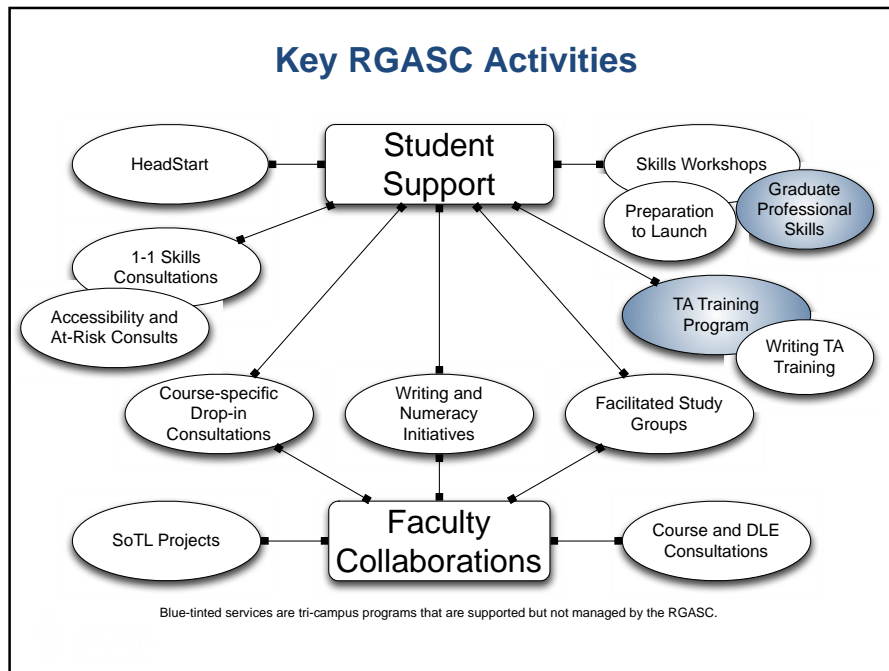 Key RGASC Activities
Student
Support
HeadStart
Skills Workshops
Graduate
Professional
Skills
Preparation
to Launch
1-1 Skills
Consultations
Accessibility and
At-Risk Consults
TA Training
Program
Writing TA
Training
Course-specific
Drop-in
Consultations
Writing and
Numeracy
Initiatives
Facilitated Study
Groups
SoTL Projects
Faculty
Collaborations
Course and DLE
Consultations
Blue-tinted services are tri-campus programs that are supported but not managed by the RGASC.